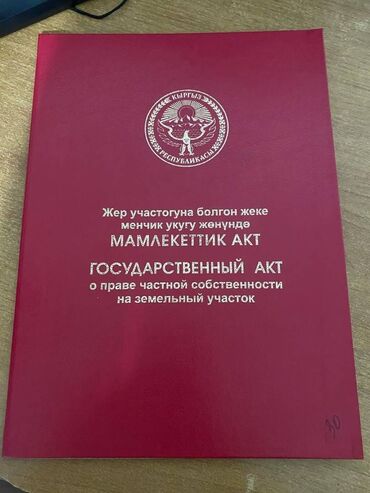 КЫРГЫЗ
РЕСПУБЛИКАСЫ
Жер участогуна болгон жеке
менчик укугу жөнүндө
МАМЛЕКЕТТИК АКТ
ГОСУДАРСТВЕННЫЙ АКТ
о праве частной собственности
на земельный участок
30